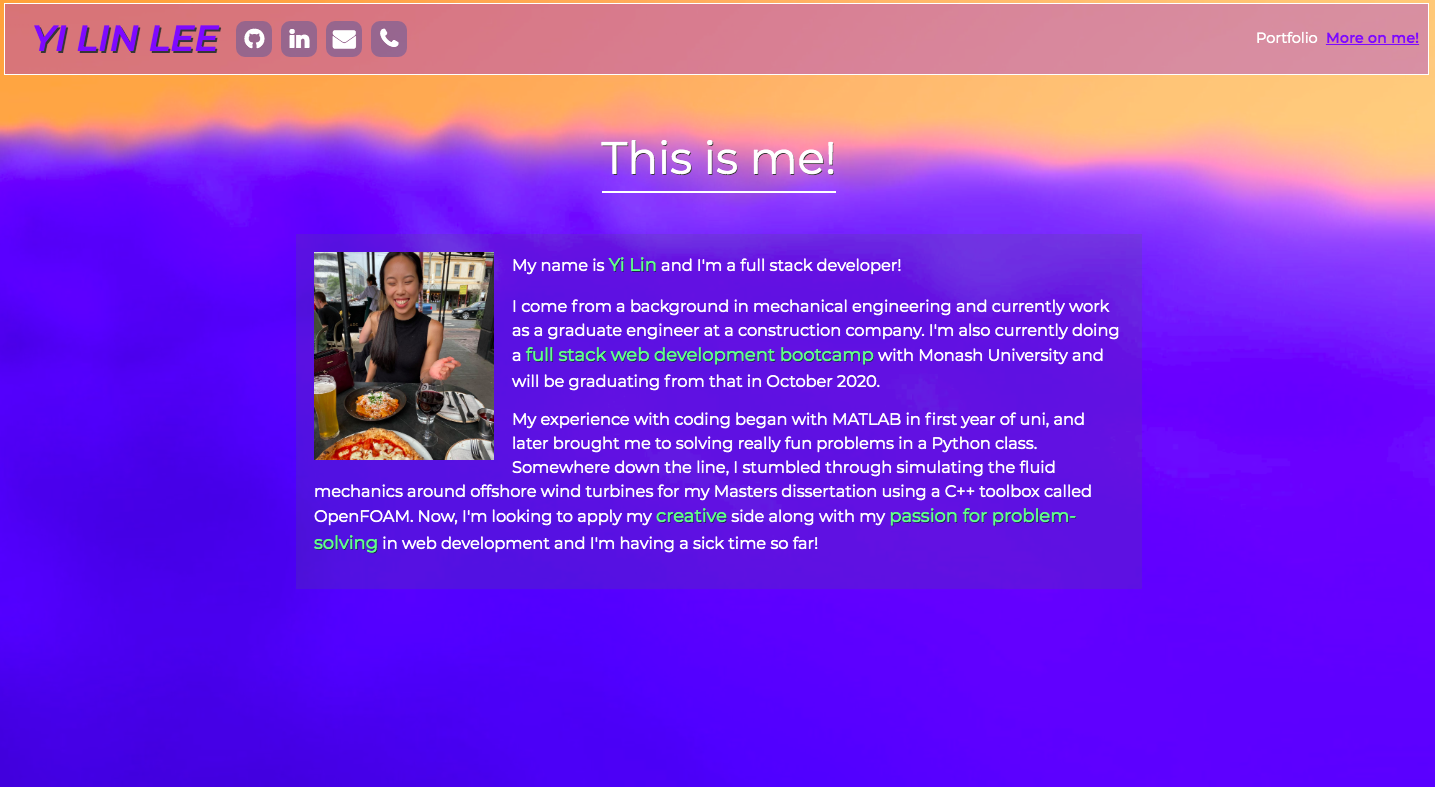 YI LIN LEE
Portfolio More on me!
This is me!
My name is Yi Lin and I'm a full stack developer!
I come from a background in mechanical engineering and currently work
as a graduate engineer at a construction company. I'm also currently doing
a full stack web development bootcamp with Monash University and
will be graduating from that in October 2020.
My experience with coding began with MATLAB in first year of uni, and
later brought me to solving really fun problems in a Python class.
Somewhere down the line, I stumbled through simulating the fluid
mechanics around offshore wind turbines for my Masters dissertation using a C++ toolbox called
OpenFOAM. Now, I'm looking to apply my creative side along with my passion for problem-
solving in web development and I'm having a sick time so far!